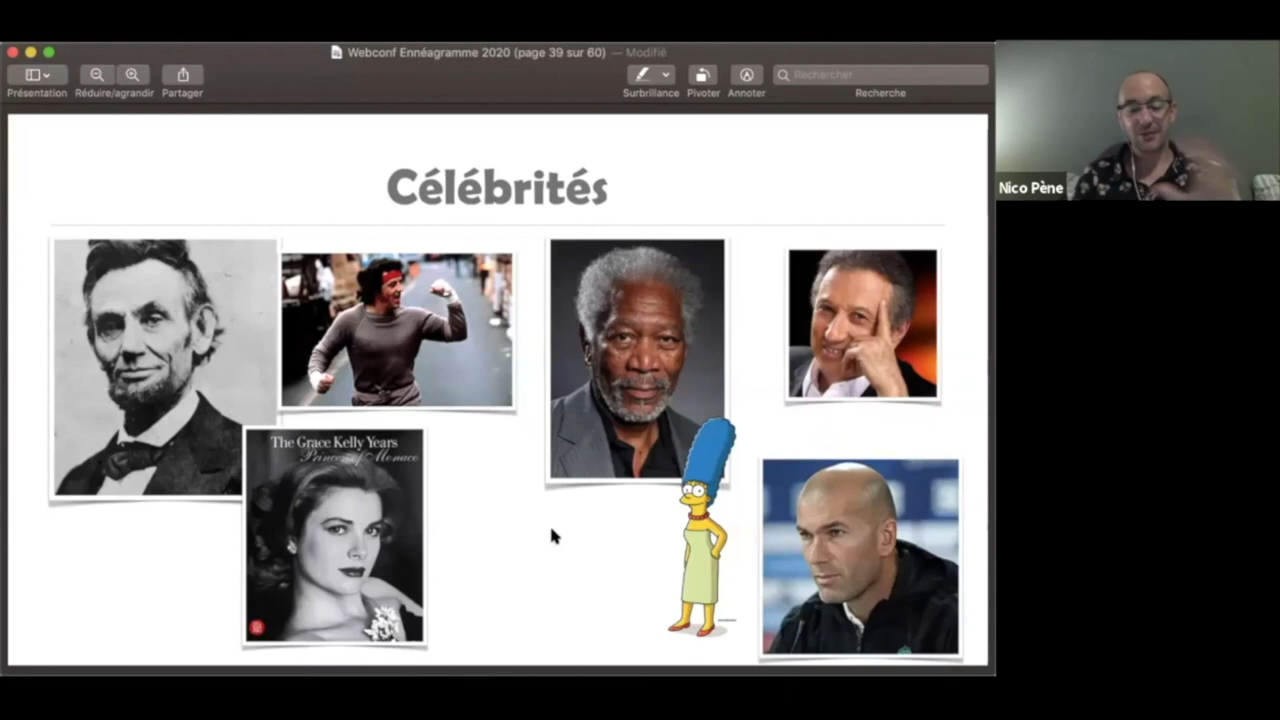 Webconf Ennéagramme 2020 (page 39 sur 60) — Modifié
Rechercher
Présentation
Réduire/agrandir
Partager
Surbrillance
Pivoter
Annoter
Recherche
Nico Pène
Célébrités
The Grace Kelly Years
Princess of Monaco